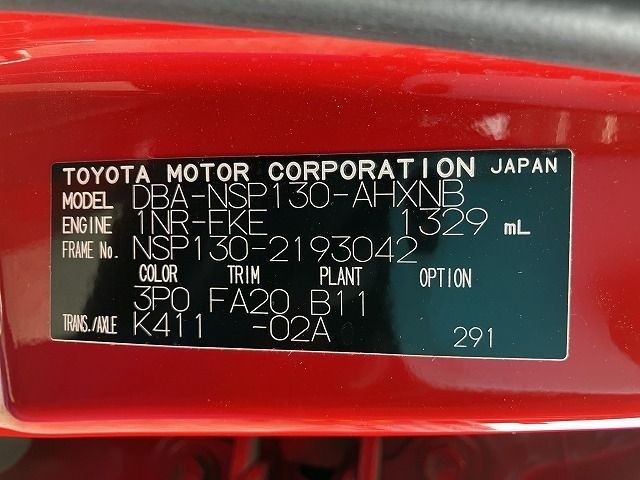 TOYOTA MOTOR CORPORATION JAPAN
MODEL DBA-NSP130-AHXNB
ENGINE 1NR-FKE 1329 mL
FRAME No. NSP130-2193042
COLOR TRIM PLANT OPTION
3P0 FA20 B11
TRANS./AXLE K411 -02A 291